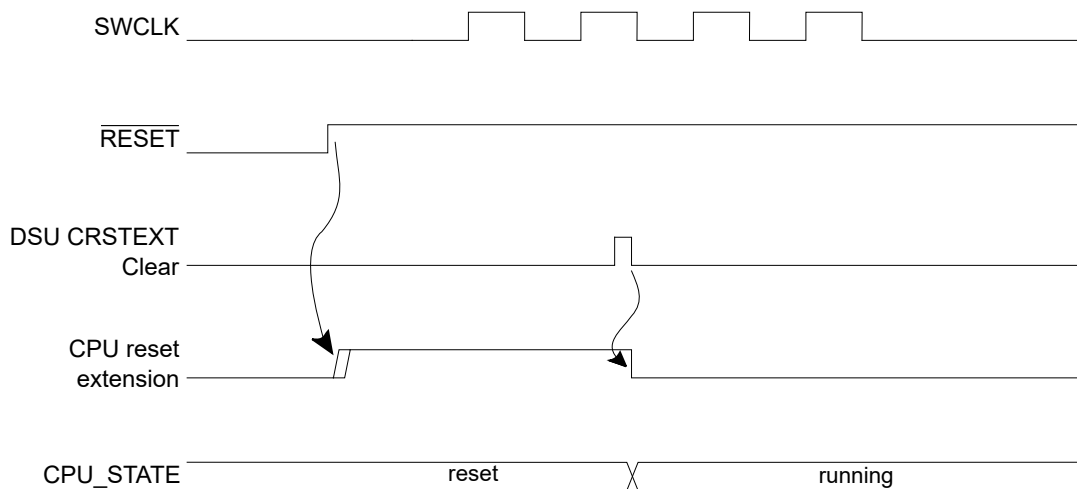 SWCLK
RESET
DSU CRSTEXT
Clear
CPU reset
extension
CPU_STATE
reset
running